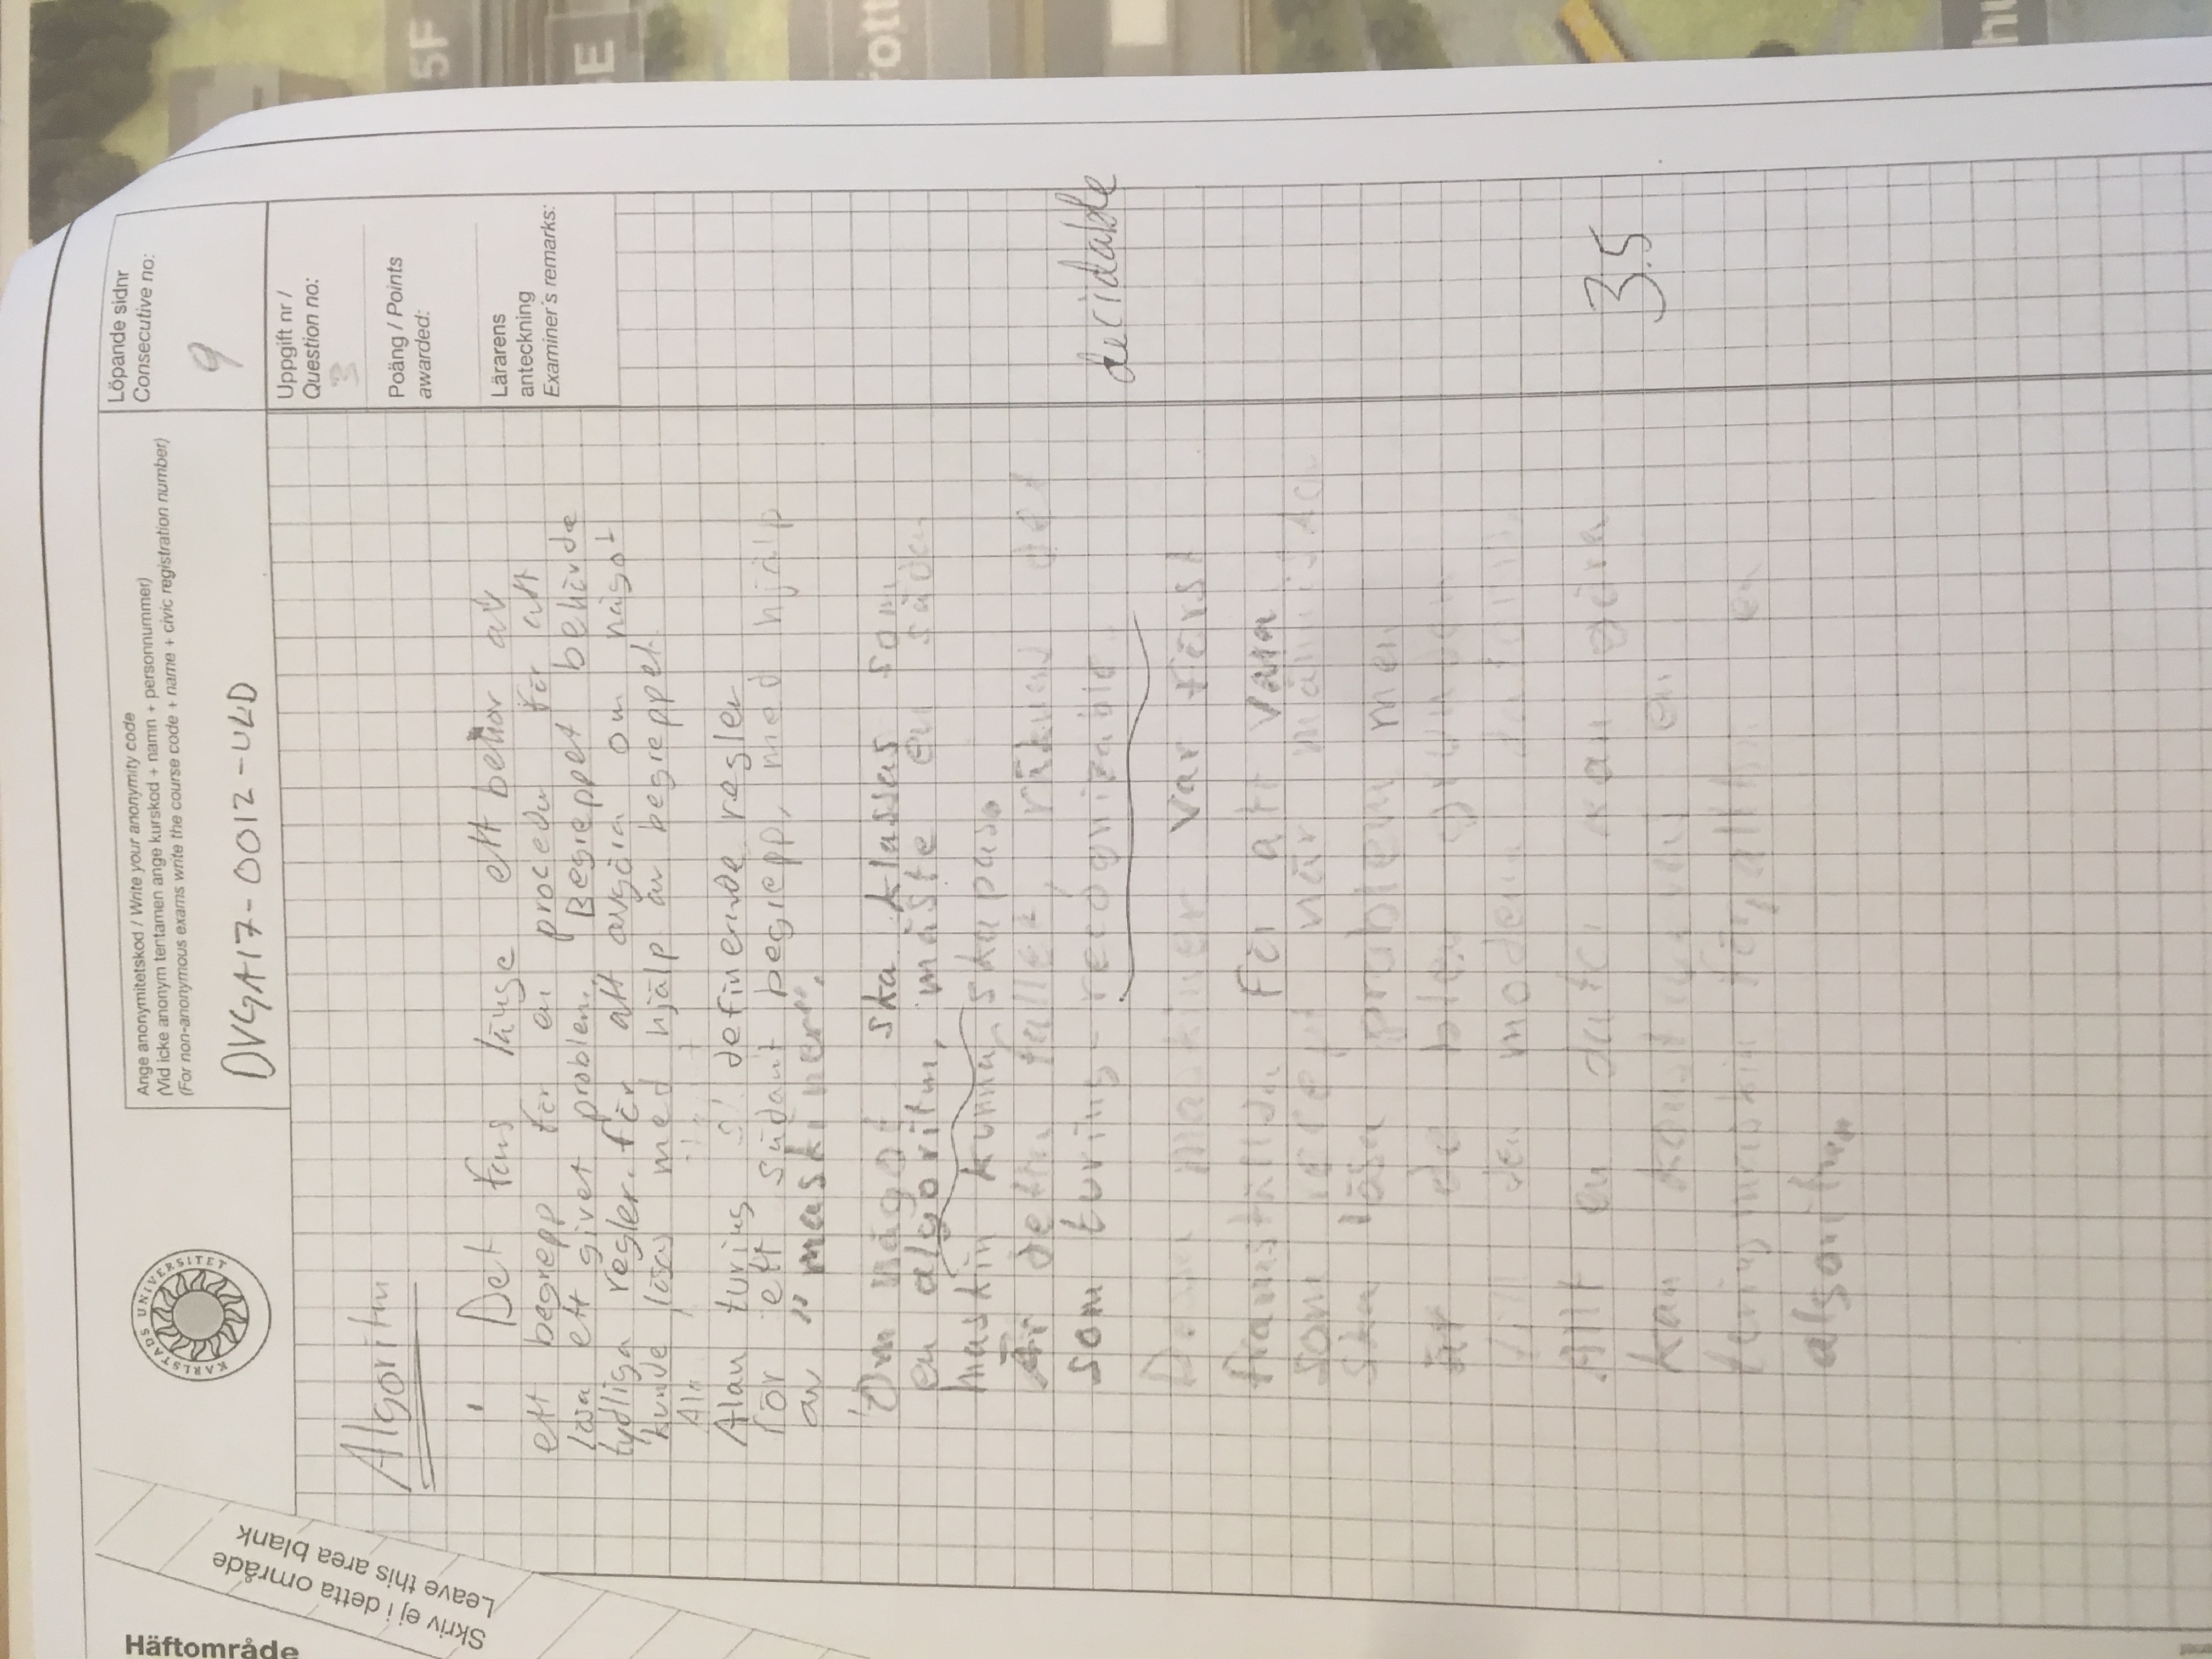 Häftområde
Skriv ej i detta område
Leave this area blank
KARLSTADS UNIVERSITET
Ange anonymitetskod / Write your anonymity code
(Vid icke anonym tentamen ange kurskod + namn + personnummer)
(For non-anonymous exams write the course code + name + civic registration number)
DVGA17-0012-ULD
Löpande sidnr
Consecutive no:
9
Uppgift nr /
Question no:
3
Poäng / Points
awarded:
Lärarens
anteckning
Examiner's remarks:
Algoritm
Det fans länge ett behov av
ett begrepp för en procedur för att
lösa ett givet problem. Begreppet behövde
tydliga regler för att avgöra om något
kunde lösas med hjälp av begreppet
Alan turing definerade regler
för ett sådant begrepp, med hjälp
av "maskiner".
Om något ska klassas som
en algoritm, måste en sådan
maskin kunna skapas.
Är detta fallet, räknas det
som turing-recognizable.
decidable
Dessa maskiner var först
framställda för att vara
som recept när människor
ska lösa problem men
är de blev grunden
till den moderna datorn.
Allt en dator kan göra
3.5
kan en
turingmaskin för, en
algoritm
5F